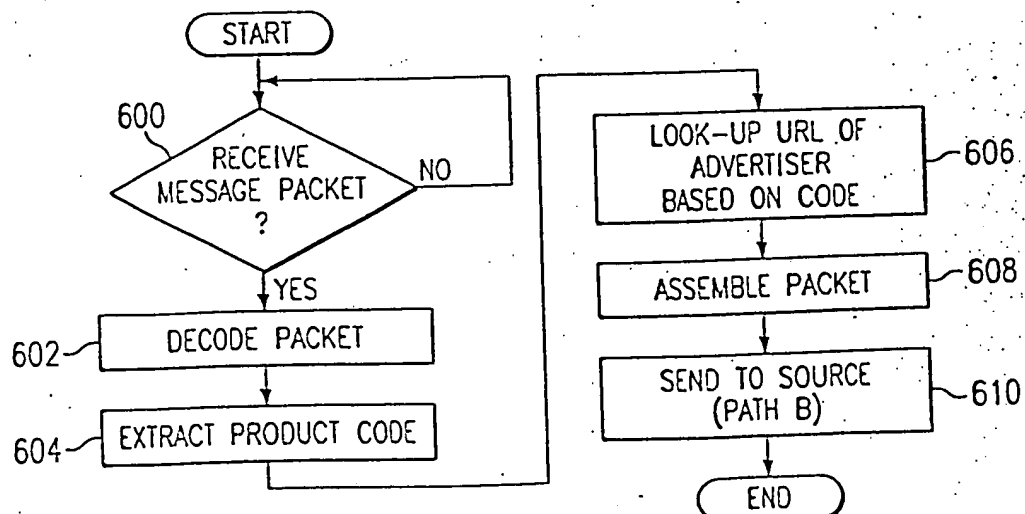 START
600
RECEIVE
MESSAGE PACKET
?
NO
YES
602
DECODE PACKET
604
EXTRACT PRODUCT CODE
LOOK-UP URL OF
ADVERTISER
BASED ON CODE
606
ASSEMBLE PACKET
608
SEND TO SOURCE
(PATH B)
610
END